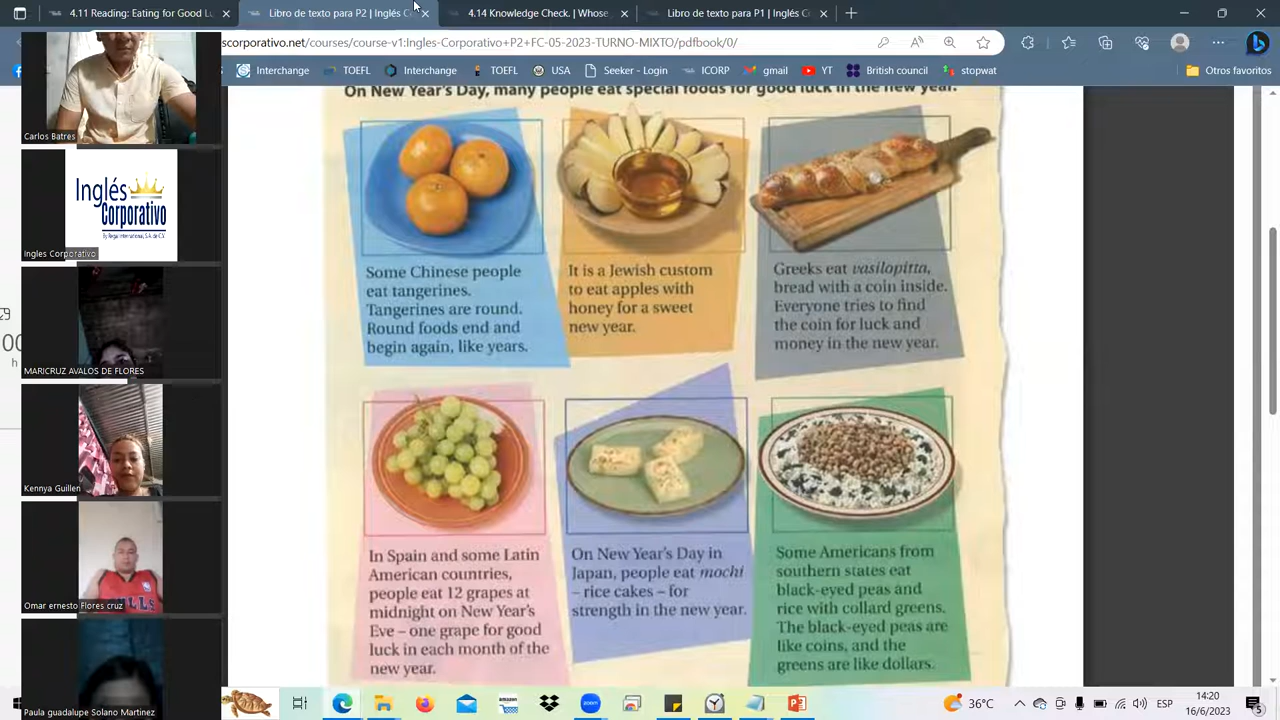 4.12 FOCUS Eating for Good Lu
Libro de texto para P1 | Inglés C
4.14 Knowledge Check. | Whose
Libro de texto para P1 | Inglés Co
scorporativo.net/courses/course-v1:Ingles-Corporativo+P2+FC-05-2023-TURNO-MIXTO/pdfbook/0/
Interchange
TOEFL
Interchange
TOEFL
USA
Seeker - Login
ICORP
gmail
YT
British council
stopwat
Otros favoritos
On New Year's Day, many people eat special foods for good luck in the new year.
Some Chinese people
eat tangerines.
Tangerines are round.
Round foods end and
begin again, like years.
It is a Jewish custom
to eat apples with
honey for a sweet
new year.
Greeks eat vasilopitta,
bread with a coin inside.
Everyone tries to find
the coin for luck and
money in the new year.
In Spain and some Latin
American countries,
people eat 12 grapes at
midnight on New Year's
Eve – one grape for good
luck in each month of the
new year.
On New Year's Day in
Japan, people eat mochi
– rice cakes – for
strength in the new year.
Some Americans from
southern states eat
black-eyed peas and
rice with collard greens.
The black-eyed peas are
like coins, and the
greens are like dollars.
Carlos Batres
Inglés
Corporativo
By Regal International, S.A. de C.V.
Ingles Corporativo
MARICRUZ AVALOS DE FLORES
Kennya Guillen
Omar ernesto Flores cruz
Paula guadalupe Solano Martinez
36°C
ESP
14:20
16/6/2023
5